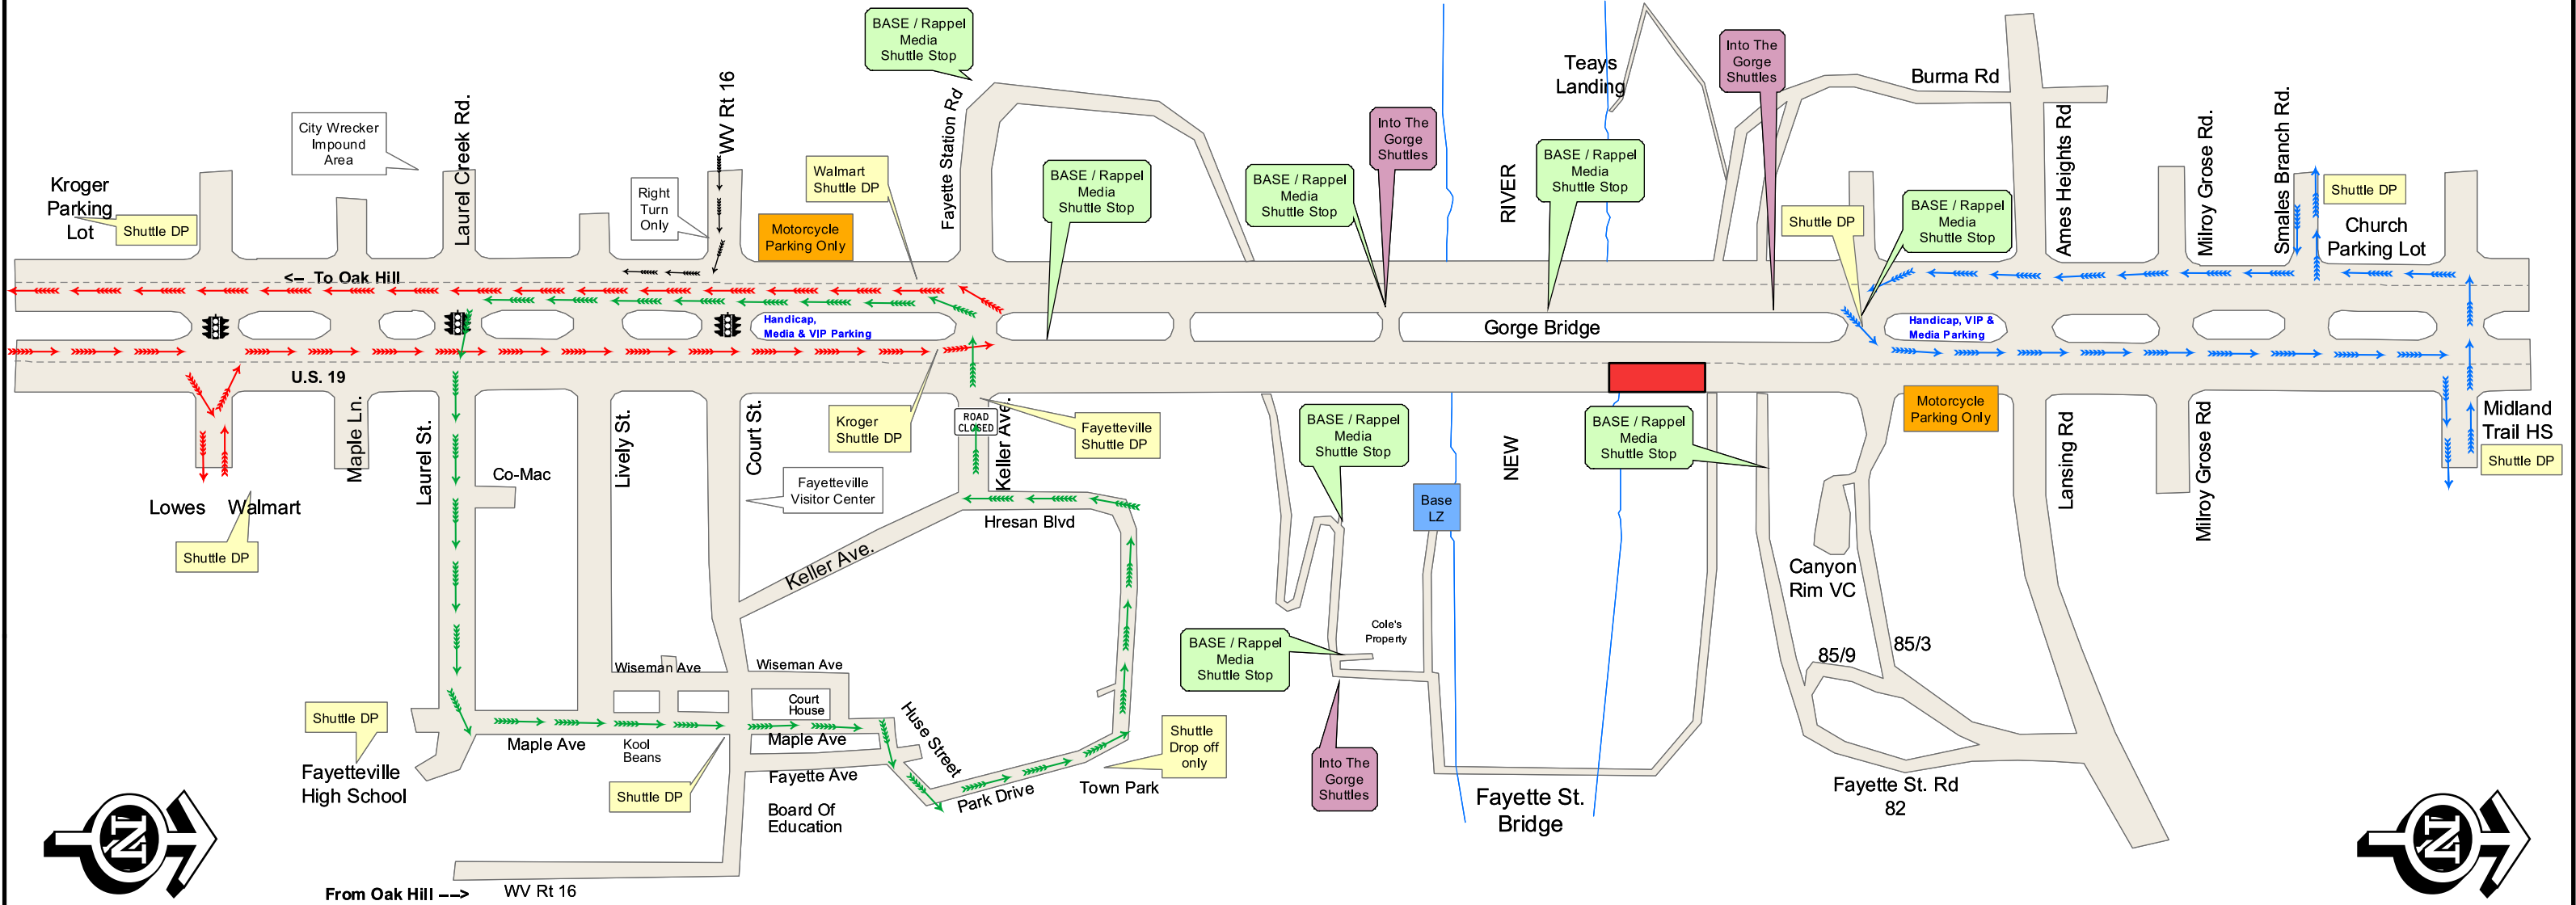 BASE / Rappel
Media
Shuttle Stop
Teays
Landing
Into The
Gorge
Shuttles
Burma Rd
City Wrecker
Impound
Area
Laurel Creek Rd.
WV Rt 16
Fayette Station Rd
Into The
Gorge
Shuttles
RIVER
BASE / Rappel
Media
Shuttle Stop
Ames Heights Rd
Milroy Grose Rd.
Smales Branch Rd.
Kroger
Parking
Lot
Shuttle DP
Right
Turn
Only
Walmart
Shuttle DP
Motorcycle
Parking Only
BASE / Rappel
Media
Shuttle Stop
BASE / Rappel
Media
Shuttle Stop
Shuttle DP
BASE / Rappel
Media
Shuttle Stop
Shuttle DP
Church
Parking Lot
<-- To Oak Hill
Handicap,
Media & VIP Parking
Gorge Bridge
Handicap, VIP &
Media Parking
U.S. 19
Maple Ln.
Laurel St.
Lively St.
Court St.
Kroger
Shuttle DP
ROAD
CLOSED
Keller Ave.
Fayetteville
Shuttle DP
BASE / Rappel
Media
Shuttle Stop
NEW
BASE / Rappel
Media
Shuttle Stop
Motorcycle
Parking Only
Lansing Rd
Milroy Grose Rd
Midland
Trail HS
Shuttle DP
Co-Mac
Fayetteville
Visitor Center
Lowes
Walmart
Shuttle DP
Hresan Blvd
Base
LZ
Keller Ave.
Canyon
Rim VC
Cole's
Property
BASE / Rappel
Media
Shuttle Stop
85/9
85/3
Wiseman Ave
Wiseman Ave
Court
House
Shuttle DP
Maple Ave
Kool
Beans
Maple Ave
Huse Street
Shuttle
Drop off
only
Fayetteville
High School
Shuttle DP
Fayette Ave
Park Drive
Town Park
Into The
Gorge
Shuttles
Fayette St.
Bridge
Fayette St. Rd
82
Board Of
Education
N
N
From Oak Hill --->
WV Rt 16